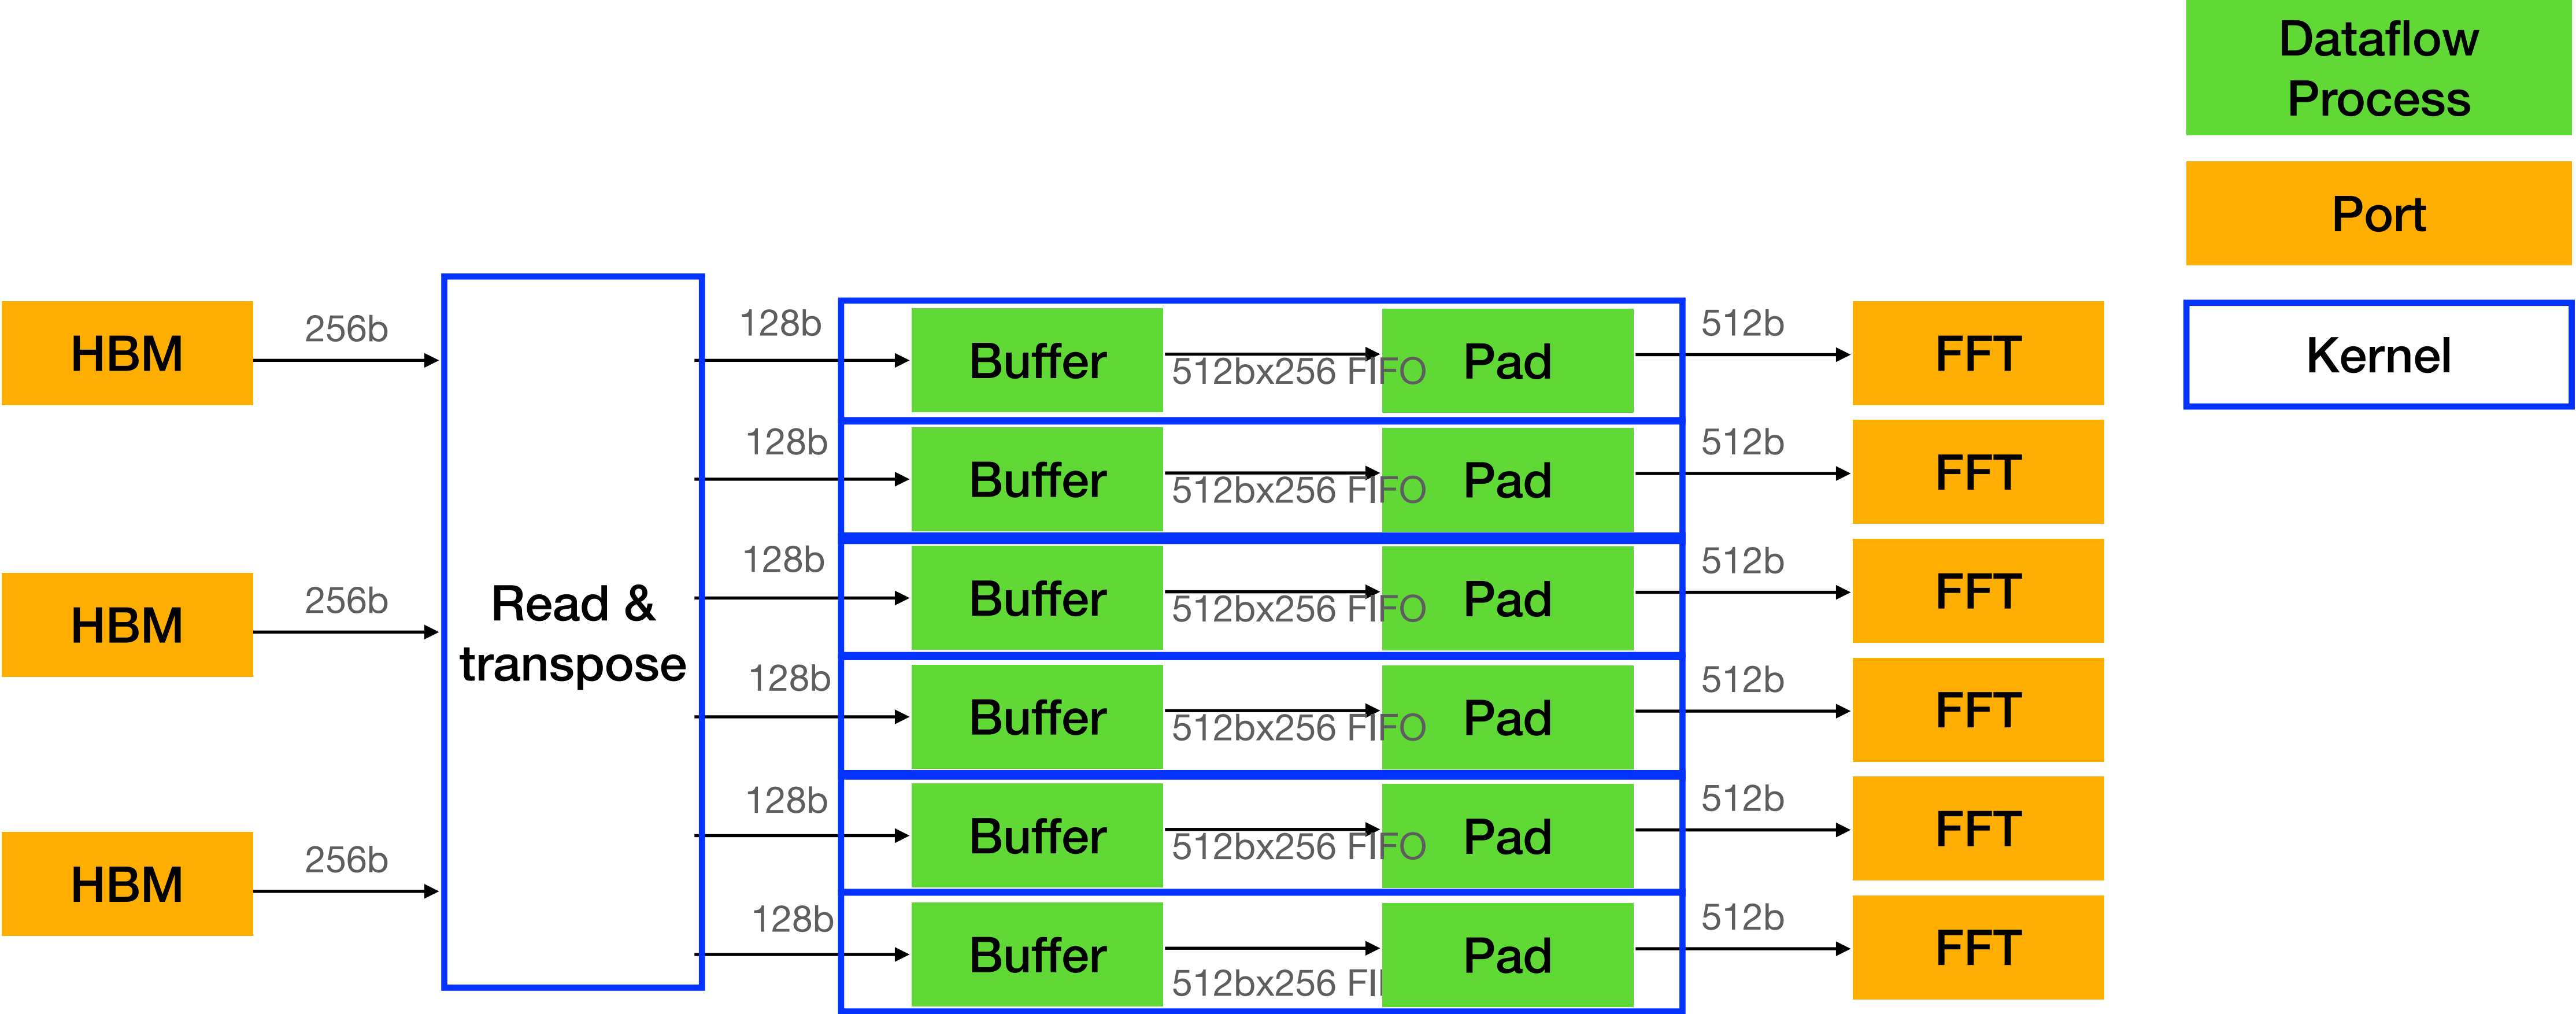 Dataflow
Process
Port
Kernel
HBM
256b
HBM
256b
HBM
256b
Read &
transpose
128b
Buffer
512bx256 FIFO
Pad
512b
FFT
128b
Buffer
512bx256 FIFO
Pad
512b
FFT
128b
Buffer
512bx256 FIFO
Pad
512b
FFT
128b
Buffer
512bx256 FIFO
Pad
512b
FFT
128b
Buffer
512bx256 FIFO
Pad
512b
FFT
128b
Buffer
512bx256
Pad
512b
FFT